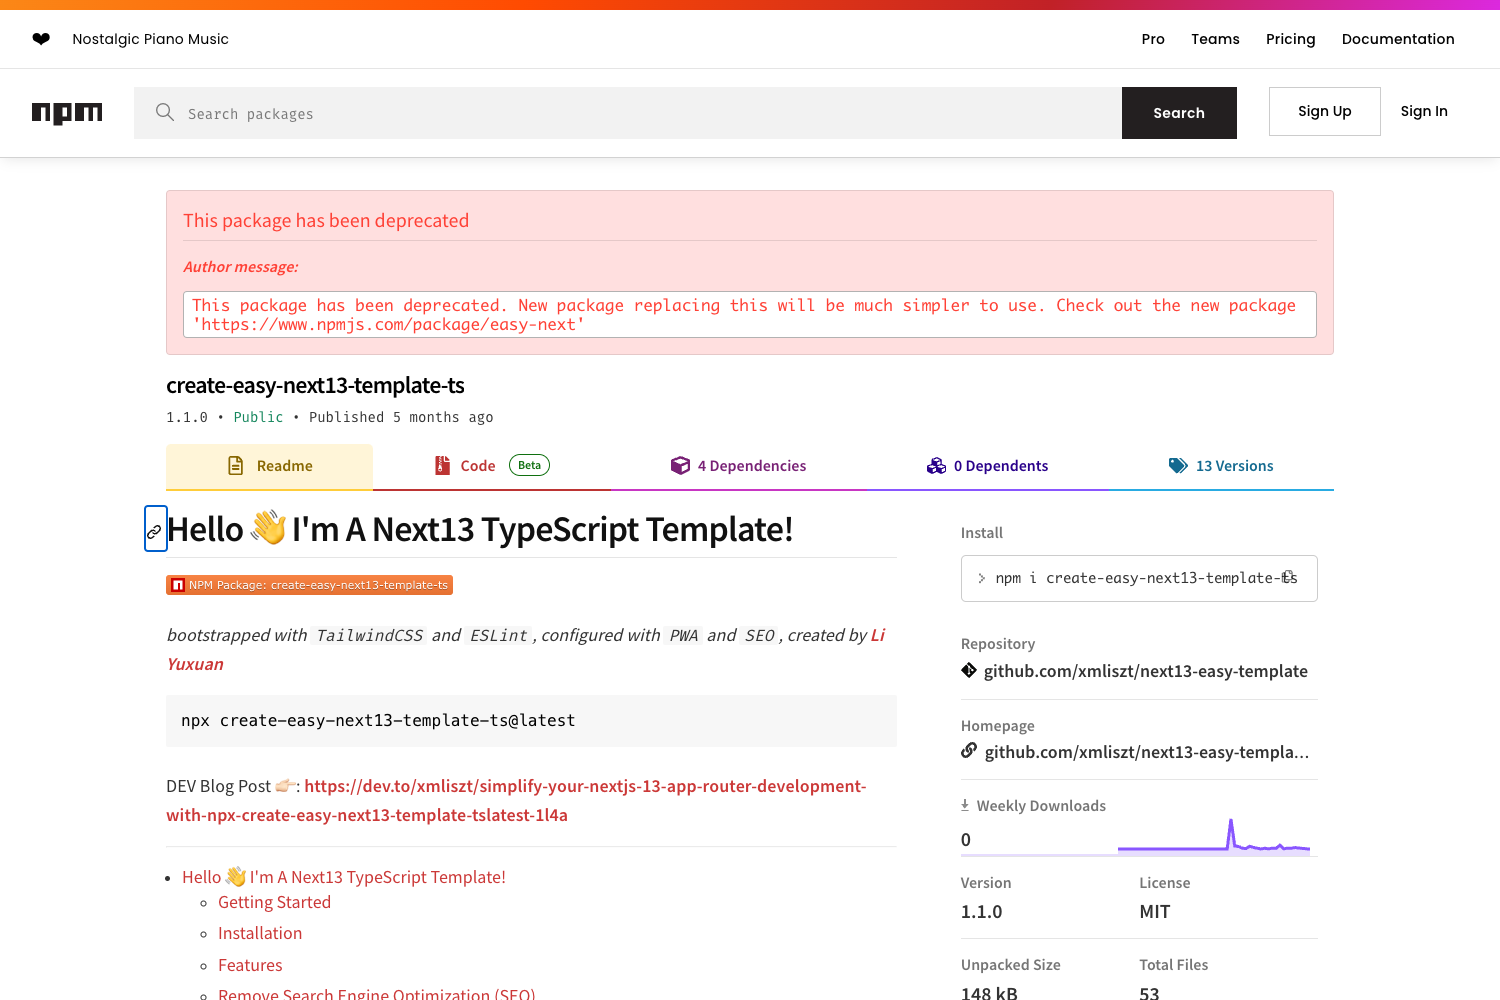 Nostalgic Piano Music
Pro
Teams
Pricing
Documentation
npm
Search packages
Search
Sign Up
Sign In
This package has been deprecated
Author message:
This package has been deprecated. New package replacing this will be much simpler to use. Check out the new package
'https://www.npmjs.com/package/easy-next'
create-easy-next13-template-ts
1.1.0 • Public • Published 5 months ago
Readme
Code Beta
4 Dependencies
0 Dependents
13 Versions
Hello 👋 I'm A Next13 TypeScript Template!
NPM Package: create-easy-next13-template-ts
bootstrapped with TailwindCSS and ESLint, configured with PWA and SEO, created by Li
Yuxuan
npx create-easy-next13-template-ts@latest
DEV Blog Post 👉🏻: https://dev.to/xmliszt/simplify-your-nextjs-13-app-router-development-
with-npx-create-easy-next13-template-tslatest-1l4a
Hello 👋 I'm A Next13 TypeScript Template!
Getting Started
Installation
Features
Remove Search Engine Optimization (SEO)
Install
npm i create-easy-next13-template-ts
Repository
github.com/xmliszt/next13-easy-template
Homepage
github.com/xmliszt/next13-easy-templa...
Weekly Downloads
0
Version
License
1.1.0
MIT
Unpacked Size
Total Files
148 kB
53